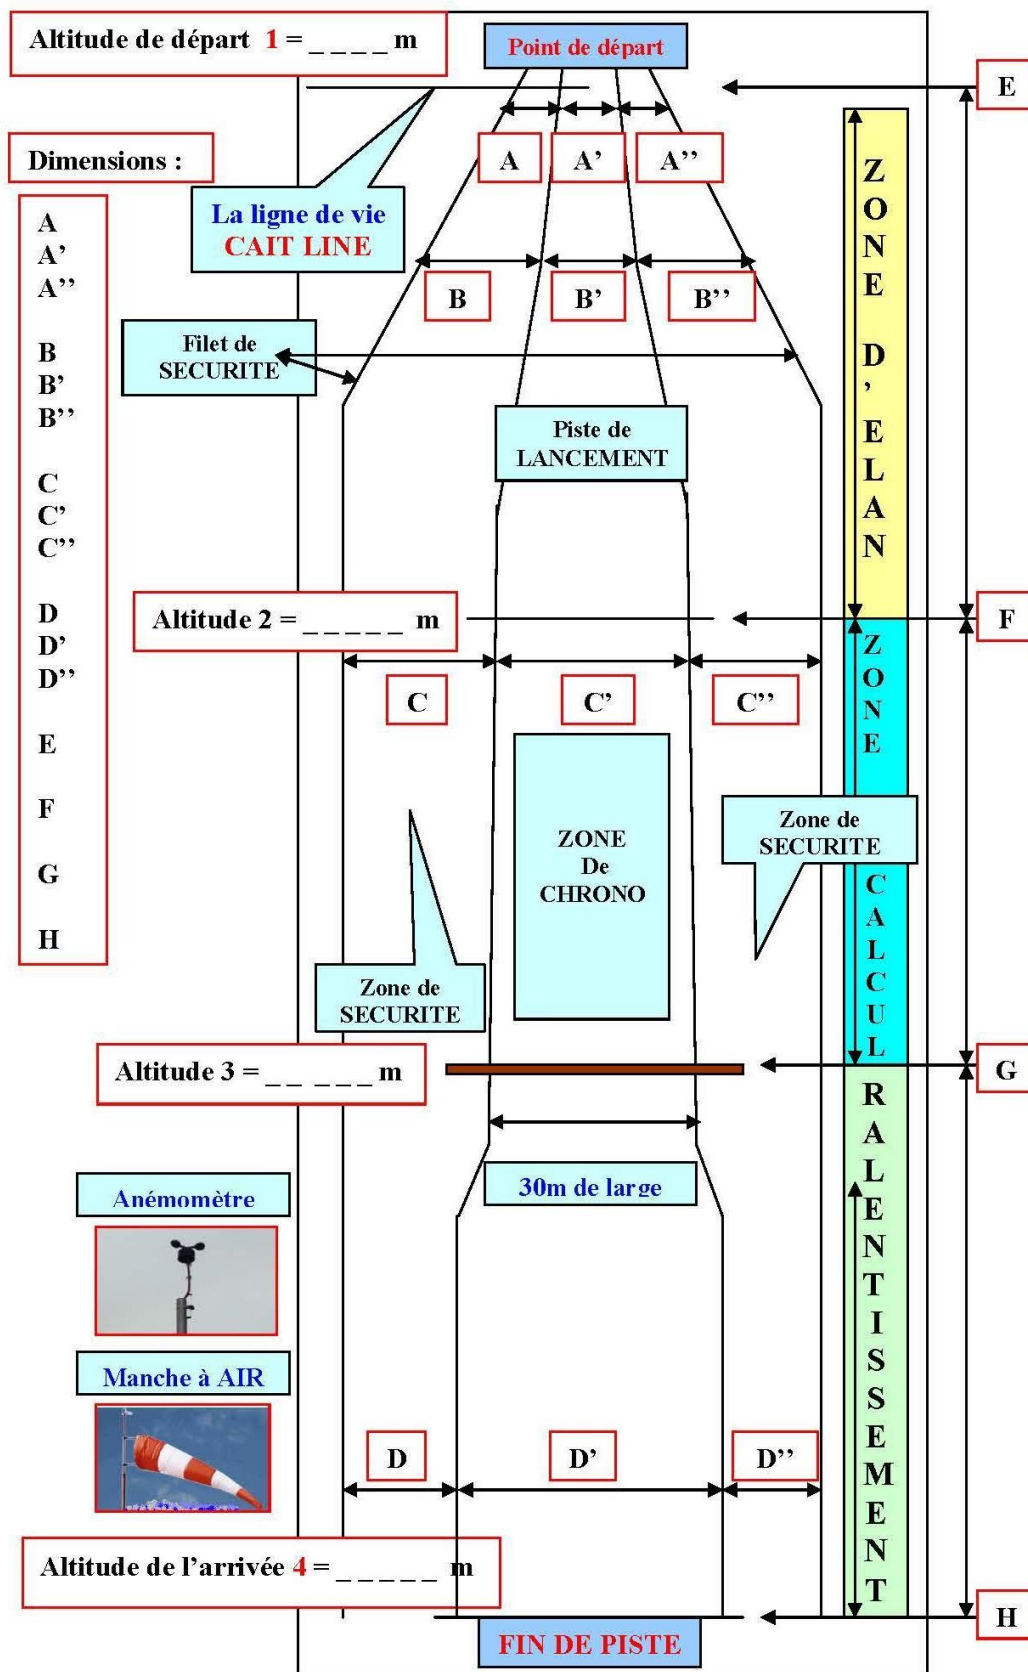 Altitude de départ 1 = _ _ _ _ m
Point de départ
E
Dimensions :
A
A’
A’’
B
B’
B’’
C
C’
C’’
D
D’
D’’
E
F
G
H
A
A’
A’’
La ligne de vie
CAIT LINE
B
B’
B’’
Filet de
SECURITE
Piste de
LANCEMENT
ZONE D’ELAN
Altitude 2 = _ _ _ _ _ m
F
C
C’
C’’
ZONE
De
CHRONO
Zone de
SECURITE
Zone de
SECURITE
ZONE CALCUL
Altitude 3 = _ _ _ _ _ m
G
30m de large
Anémomètre
Manche à AIR
RALENTISSEMENT
D
D’
D’’
Altitude de l’arrivée 4 = _ _ _ _ _ m
H
FIN DE PISTE